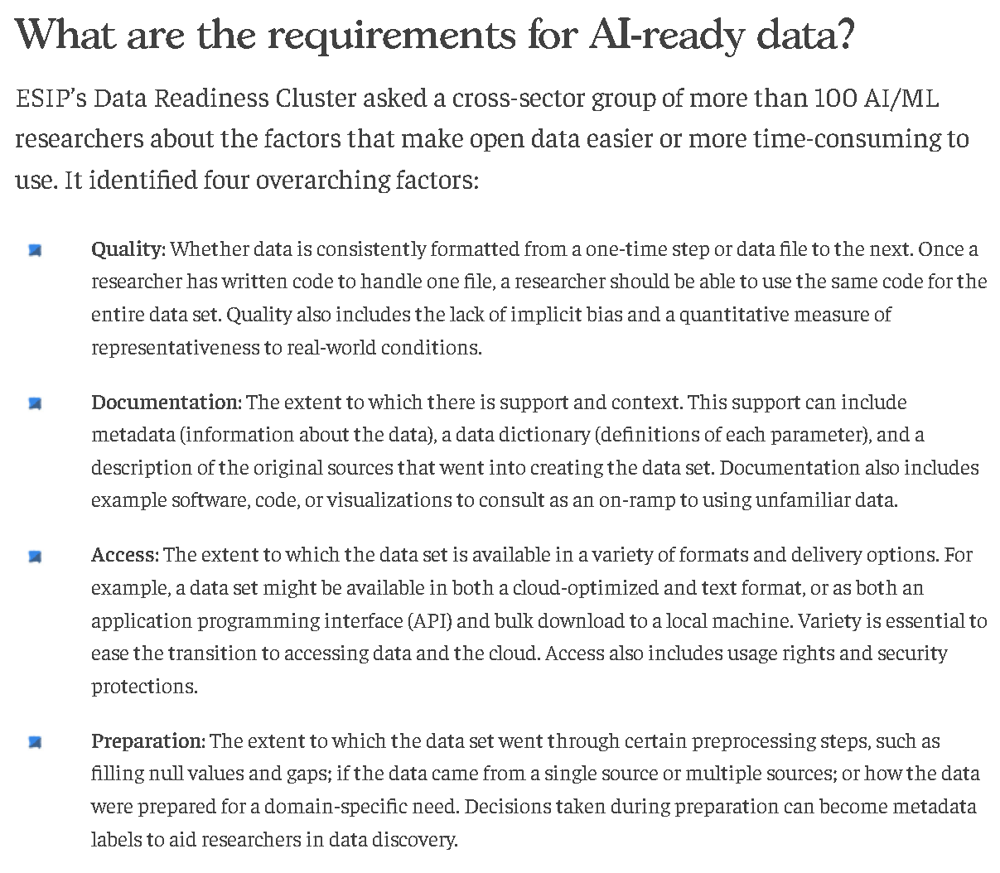 What are the requirements for AI-ready data?
ESIP’s Data Readiness Cluster asked a cross-sector group of more than 100 AI/ML
researchers about the factors that make open data easier or more time-consuming to
use. It identified four overarching factors:
Quality: Whether data is consistently formatted from a one-time step or data file to the next. Once a
researcher has written code to handle one file, a researcher should be able to use the same code for the
entire data set. Quality also includes the lack of implicit bias and a quantitative measure of
representativeness to real-world conditions.
Documentation: The extent to which there is support and context. This support can include
metadata (information about the data), a data dictionary (definitions of each parameter), and a
description of the original sources that went into creating the data set. Documentation also includes
example software, code, or visualizations to consult as an on-ramp to using unfamiliar data.
Access: The extent to which the data set is available in a variety of formats and delivery options. For
example, a data set might be available in both a cloud-optimized and text format, or as both an
application programming interface (API) and bulk download to a local machine. Variety is essential to
ease the transition to accessing data and the cloud. Access also includes usage rights and security
protections.
Preparation: The extent to which the data set went through certain preprocessing steps, such as
filling null values and gaps; if the data came from a single source or multiple sources; or how the data
were prepared for a domain-specific need. Decisions taken during preparation can become metadata
labels to aid researchers in data discovery.